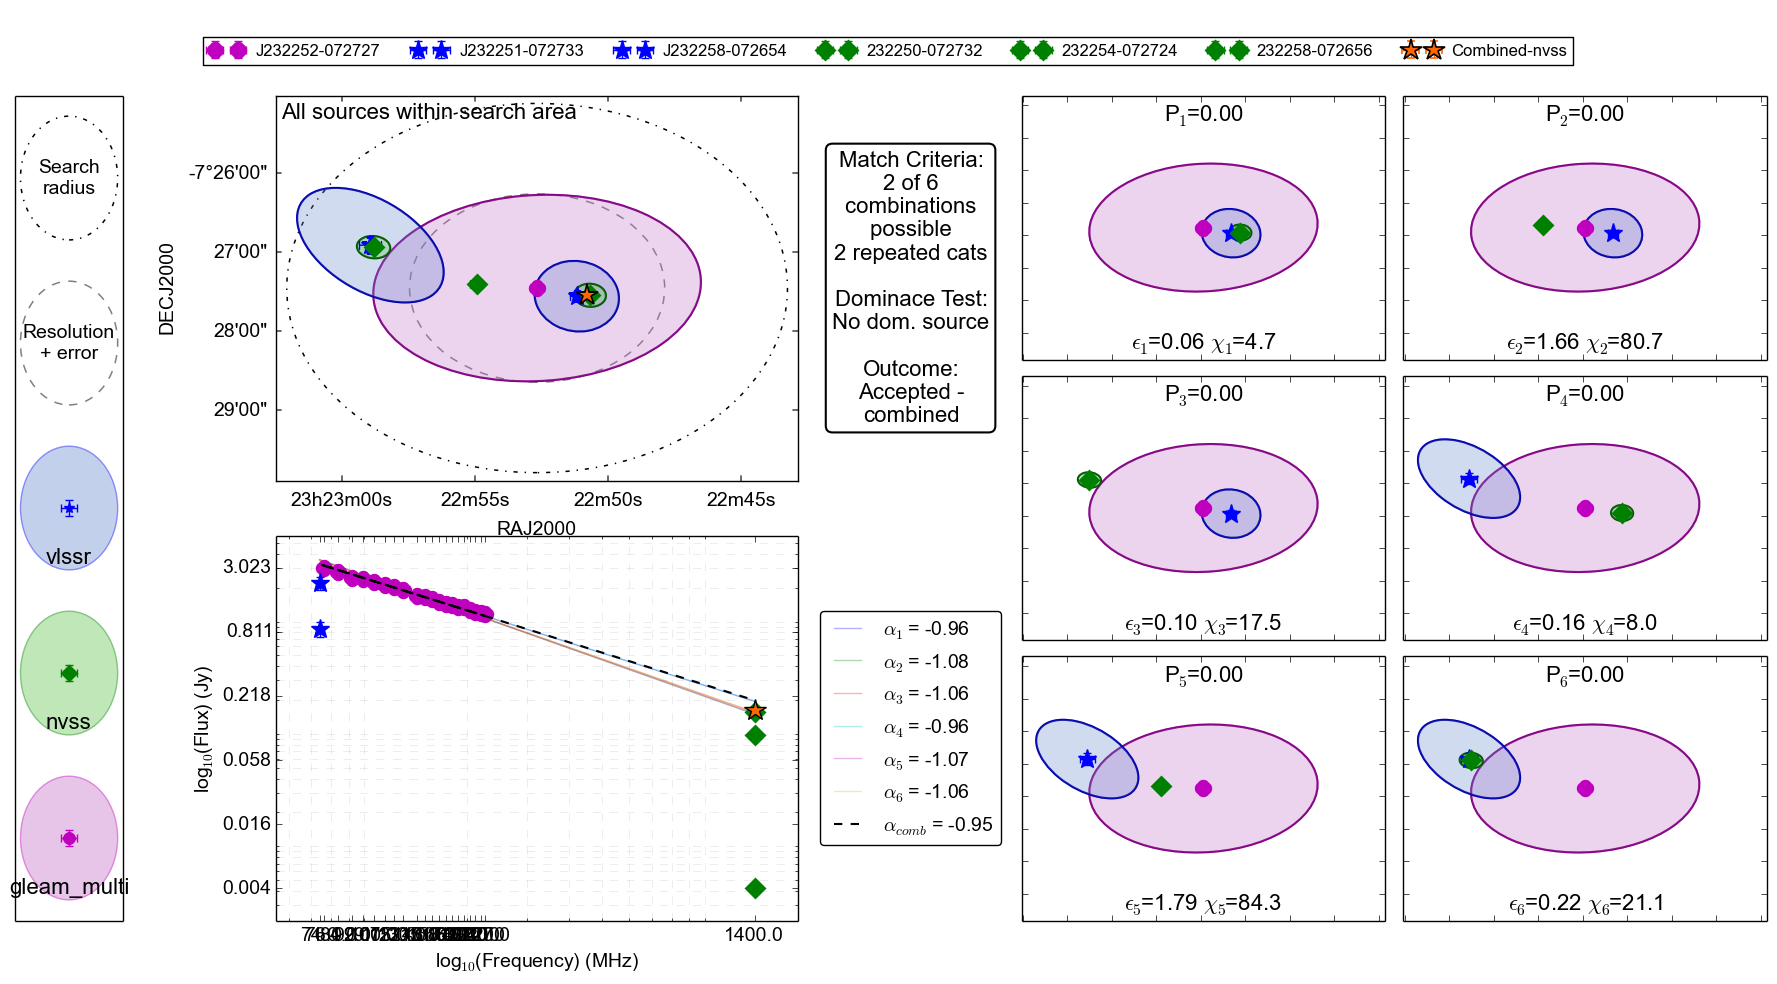 J232252-072727 J232251-072733 J232258-072654 232250-072732 232254-072724 232258-072656 Combined-nvss
Search
radius
Resolution
+ error
vlssr
nvss
gleam_multi
All sources within search area
DECJ2000
-7°26'00"
27'00"
28'00"
29'00"
23h23m00s 22m55s 22m50s 22m45s
RAJ2000
log10(Flux) (Jy)
3.023
0.811
0.218
0.058
0.016
0.004
1400.0
log10(Frequency) (MHz)
Match Criteria:
2 of 6
combinations
possible
2 repeated cats
Dominace Test:
No dom. source
Outcome:
Accepted -
combined
α1 = -0.96
α2 = -1.08
α3 = -1.06
α4 = -0.96
α5 = -1.07
α6 = -1.06
αcomb = -0.95
P1=0.00
ϵ1=0.06 χ1=4.7
P2=0.00
ϵ2=1.66 χ2=80.7
P3=0.00
ϵ3=0.10 χ3=17.5
P4=0.00
ϵ4=0.16 χ4=8.0
P5=0.00
ϵ5=1.79 χ5=84.3
P6=0.00
ϵ6=0.22 χ6=21.1